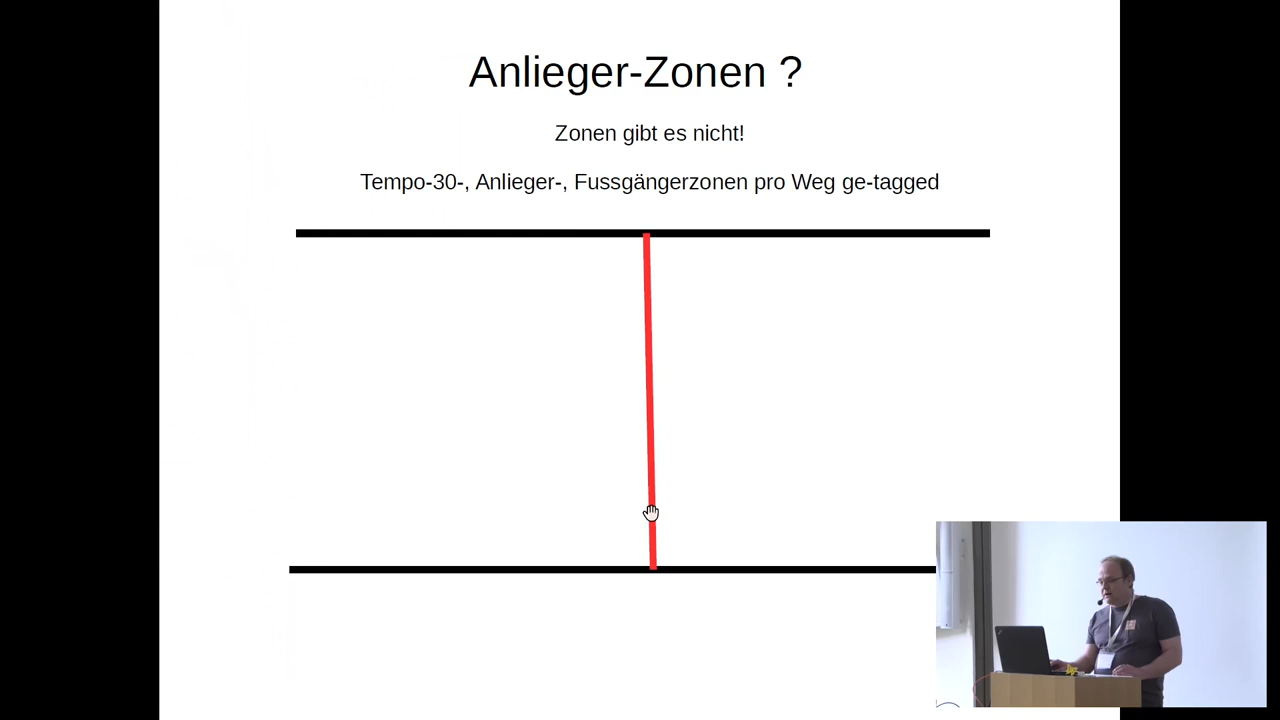 Anlieger-Zonen ?
Zonen gibt es nicht!
Tempo-30-, Anlieger-, Fussgängerzonen pro Weg ge-tagged